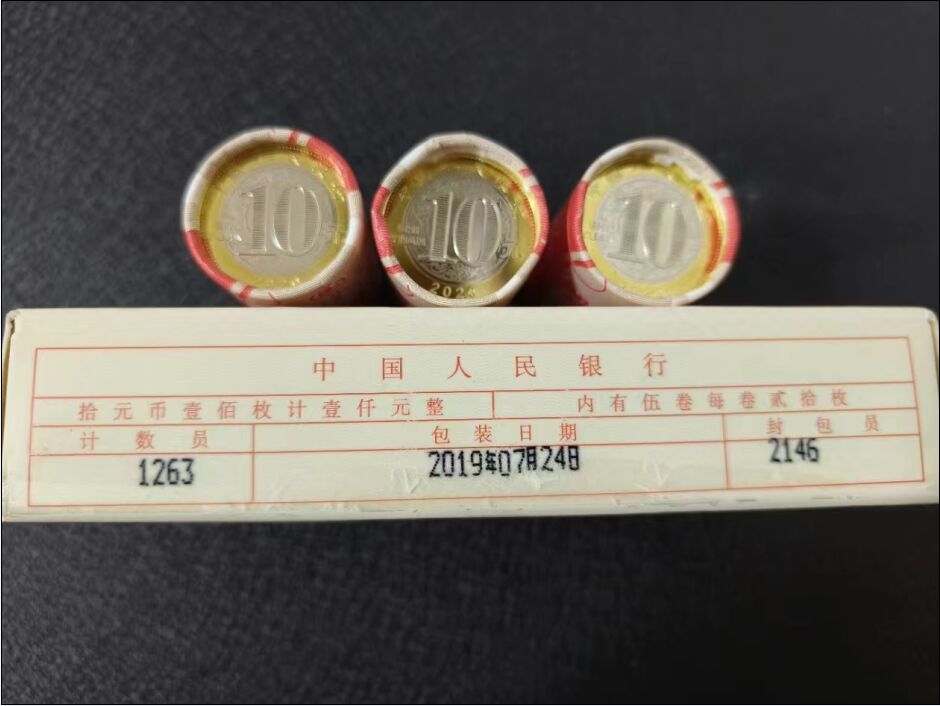 10 10 10
2020
中国人民银行
拾元币壹佰枚计壹仟元整 内有伍卷每卷贰拾枚
计数员 包装日期 封包员
1263 2019年07月24日 2146